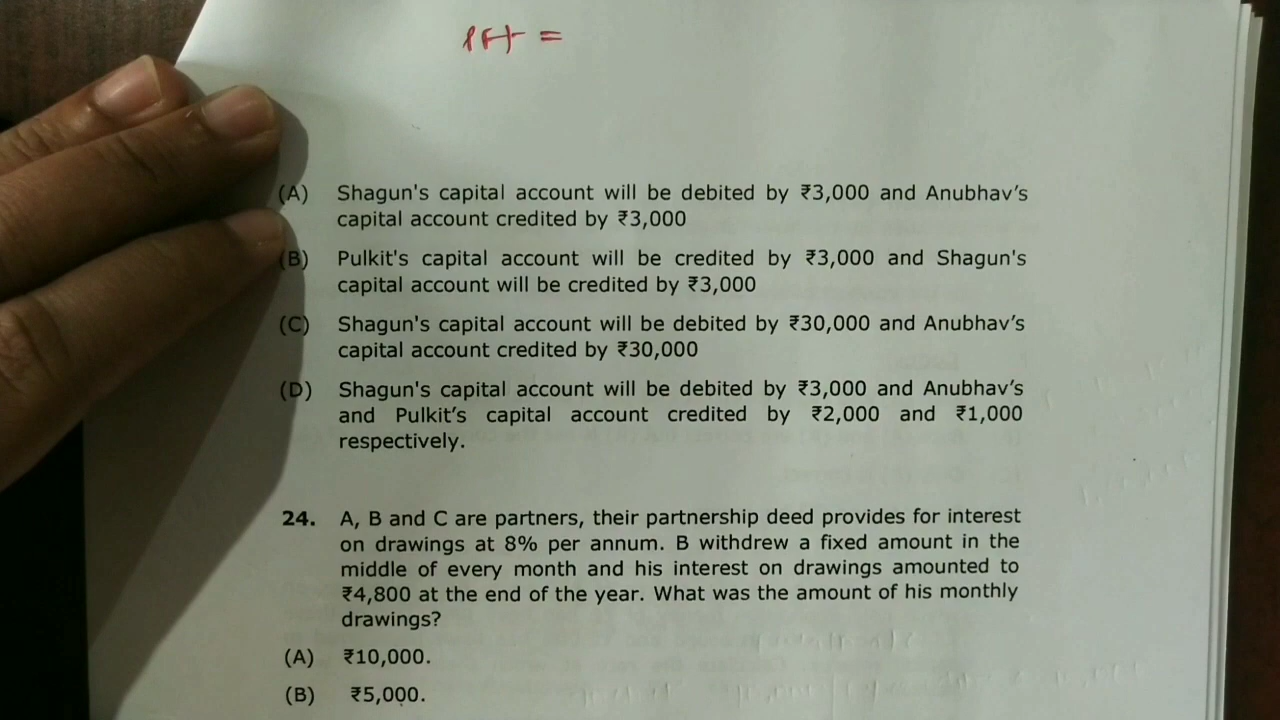 (A) Shagun's capital account will be debited by ₹3,000 and Anubhav's
capital account credited by ₹3,000
(B) Pulkit's capital account will be credited by ₹3,000 and Shagun's
capital account will be credited by ₹3,000
(C) Shagun's capital account will be debited by ₹30,000 and Anubhav's
capital account credited by ₹30,000
(D) Shagun's capital account will be debited by ₹3,000 and Anubhav's
and Pulkit's capital account credited by ₹2,000 and ₹1,000
respectively.
24. A, B and C are partners, their partnership deed provides for interest
on drawings at 8% per annum. B withdrew a fixed amount in the
middle of every month and his interest on drawings amounted to
₹4,800 at the end of the year. What was the amount of his monthly
drawings?
(A) ₹10,000.
(B) ₹5,000.